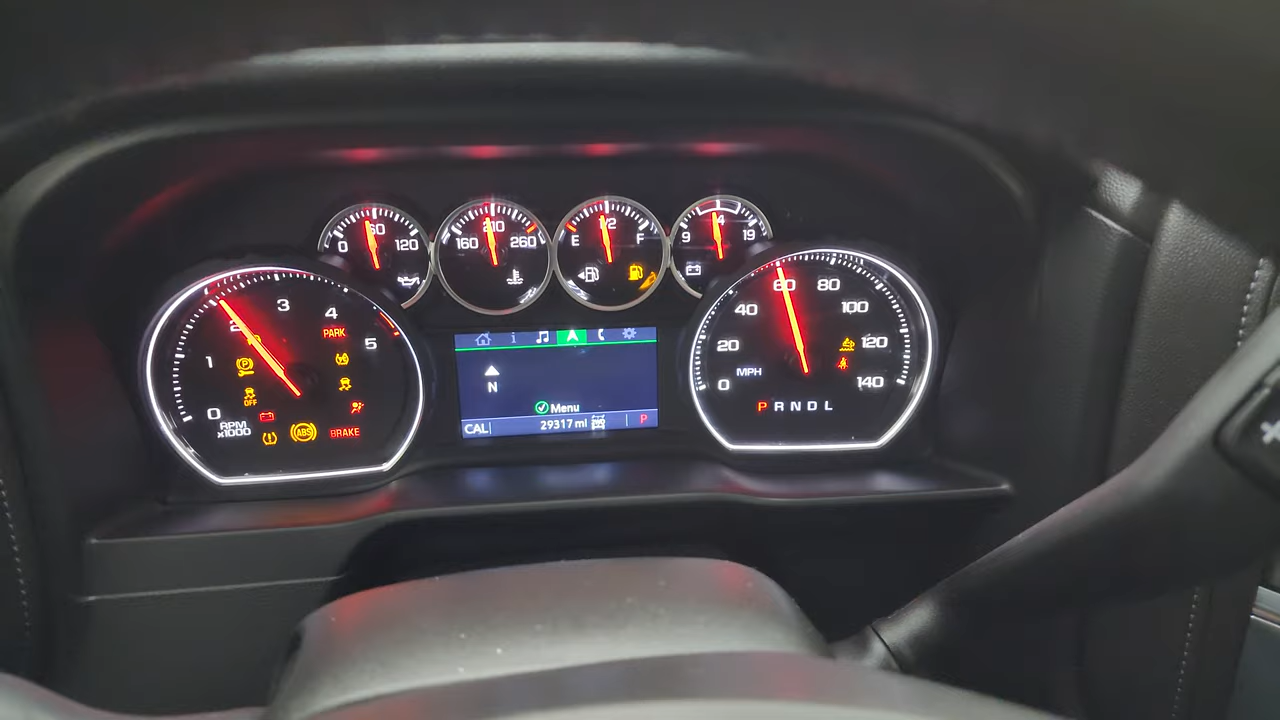 0 60 120
160 210 260
E 1/2 F
9 14 19
0 1 2 3 4 5
PARK
OFF
RPM
x1000
ABS
BRAKE
i
N
Menu
CAL
29317 mi
P
0 20 40 60 80 100 120 140
MPH
P R N D L